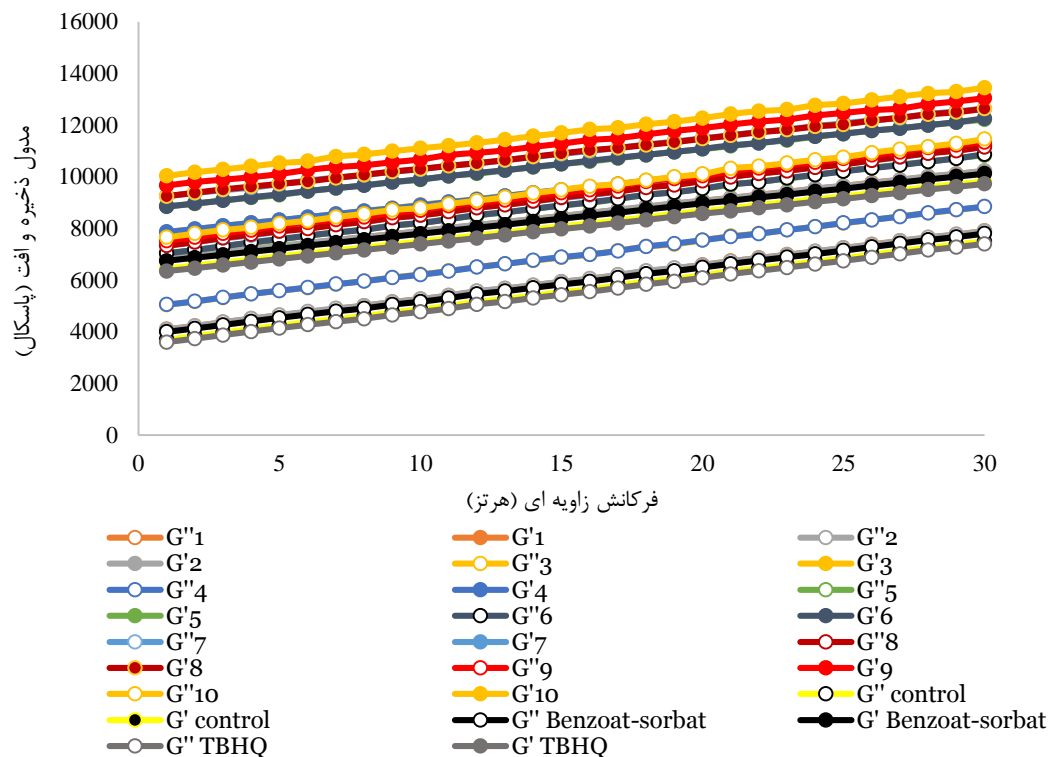 16000
14000
12000
10000
8000
6000
4000
2000
0
مدول ذخیره و افت (پاسکال)
0 5 10 15 20 25 30
فرکانش زاویه ای (هرتز)
G''1 G'1 G''2
G'2 G''3 G'3
G''4 G'4 G''5
G'5 G''6 G'6
G''7 G'7 G''8
G'8 G''9 G'9
G''10 G'10 G'' control
G' control G'' Benzoat-sorbat G' Benzoat-sorbat
G'' TBHQ G' TBHQ